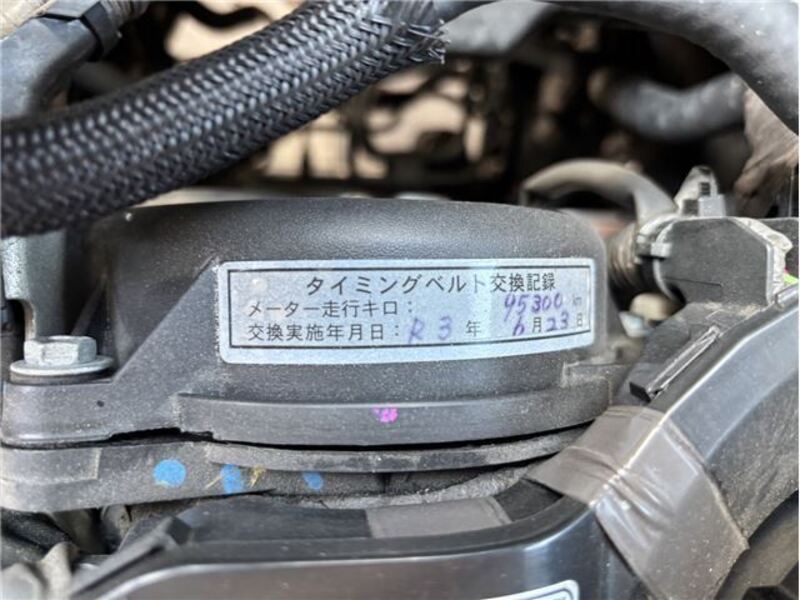 タイミングベルト交換記録
メーター走行キロ： 95300 km
交換実施年月日：R 3 年 6 月 23 日